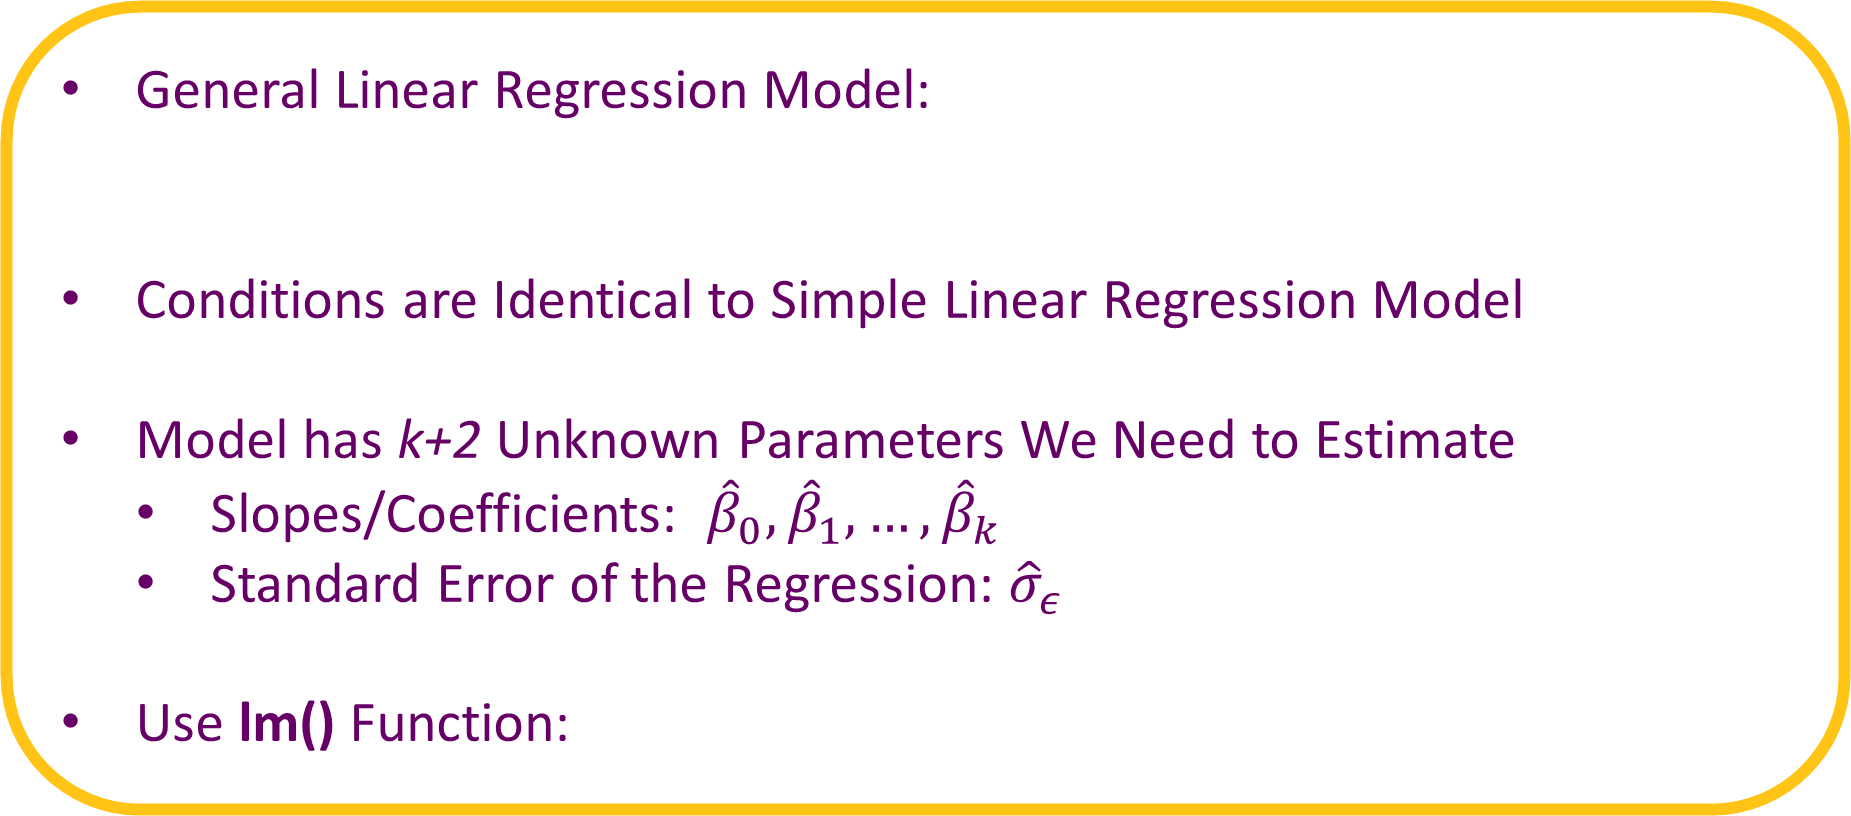 • General Linear Regression Model:
• Conditions are Identical to Simple Linear Regression Model
• Model has k+2 Unknown Parameters We Need to Estimate
• Slopes/Coefficients: β̂₀, β̂₁, … , β̂ₖ
• Standard Error of the Regression: σ̂_ϵ
• Use lm() Function: